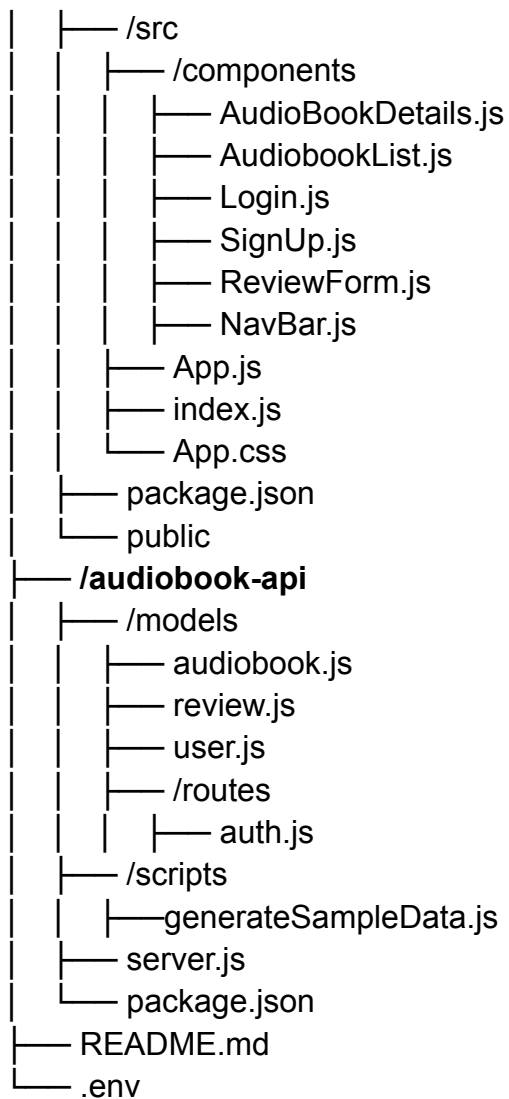 │   ├── /src
│   │   ├── /components
│   │   │   ├── AudioBookDetails.js
│   │   │   ├── AudiobookList.js
│   │   │   ├── Login.js
│   │   │   ├── SignUp.js
│   │   │   ├── ReviewForm.js
│   │   │   ├── NavBar.js
│   │   ├── App.js
│   │   ├── index.js
│   │   └── App.css
│   ├── package.json
│   └── public
├── /audiobook-api
│   ├── /models
│   │   ├── audiobook.js
│   │   ├── review.js
│   │   ├── user.js
│   │   ├── /routes
│   │   │   ├── auth.js
│   ├── /scripts
│   │   ├──generateSampleData.js
│   ├── server.js
│   └── package.json
├── README.md
└── .env